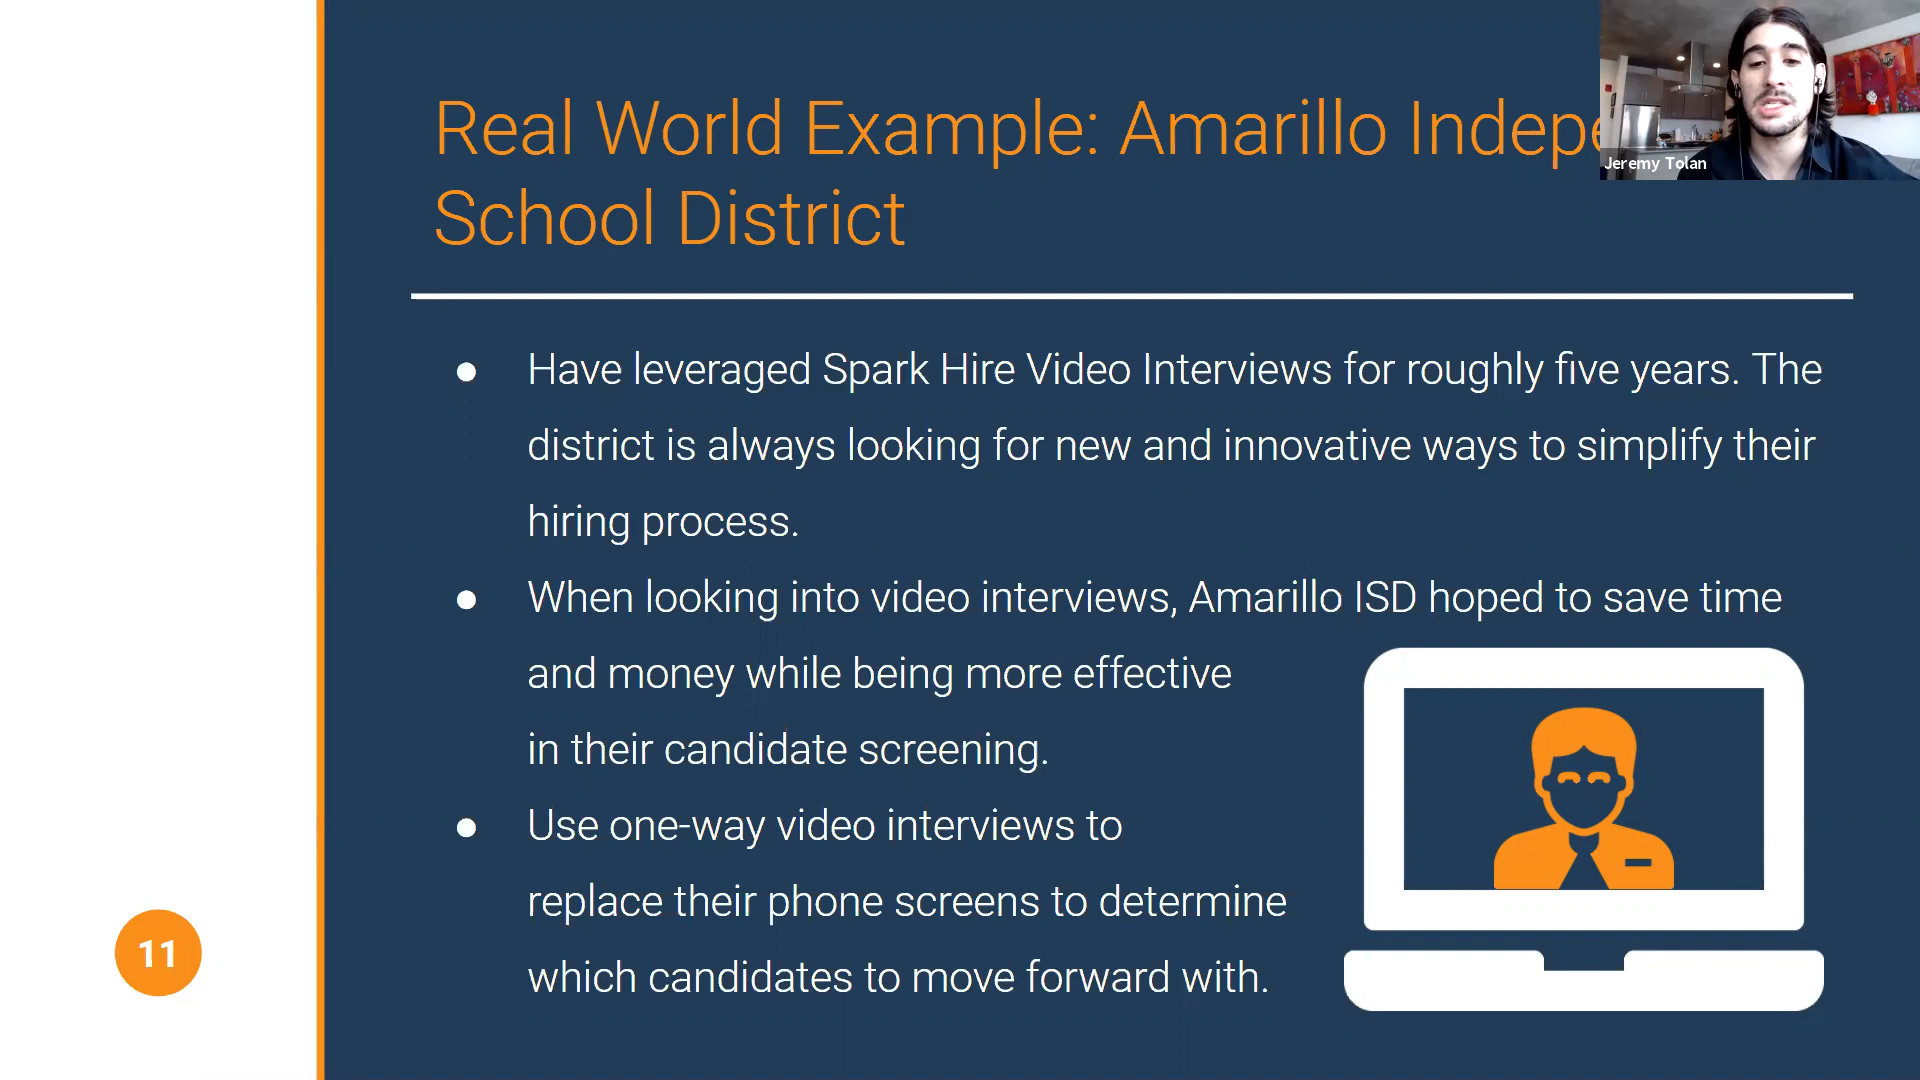 Real World Example: Amarillo
School District
Jeremy Tolan
● Have leveraged Spark Hire Video Interviews for roughly five years. The
district is always looking for new and innovative ways to simplify their
hiring process.
● When looking into video interviews, Amarillo ISD hoped to save time
and money while being more effective
in their candidate screening.
● Use one-way video interviews to
replace their phone screens to determine
which candidates to move forward with.
11